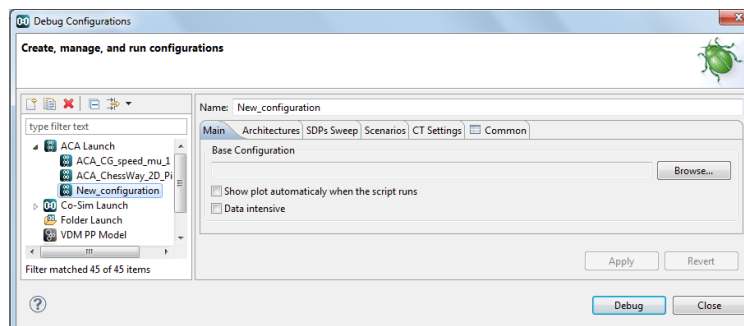 Debug Configurations
Create, manage, and run configurations
type filter text
ACA Launch
ACA_CG_speed_mu_1
ACA_ChessWay_2D_Pi
New_configuration
Co-Sim Launch
Folder Launch
VDM PP Model
Filter matched 45 of 45 items
Name: New_configuration
Main Architectures SDPs Sweep Scenarios CT Settings Common
Base Configuration
Browse...
Show plot automaticaly when the script runs
Data intensive
Apply Revert
Debug Close